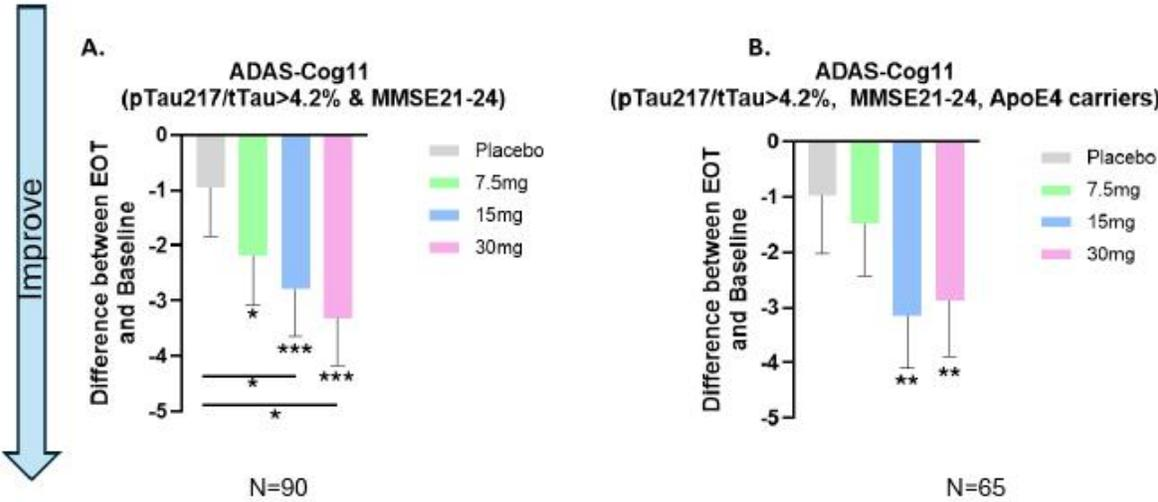 Improve
A.
ADAS-Cog11
(pTau217/tTau>4.2% & MMSE21-24)
Difference between EOT
and Baseline
0
-1
-2
-3
-4
-5
*
***
***
*
*
Placebo
7.5mg
15mg
30mg
N=90
B.
ADAS-Cog11
(pTau217/tTau>4.2%, MMSE21-24, ApoE4 carriers)
Difference between EOT
and Baseline
0
-1
-2
-3
-4
-5
**
**
Placebo
7.5mg
15mg
30mg
N=65